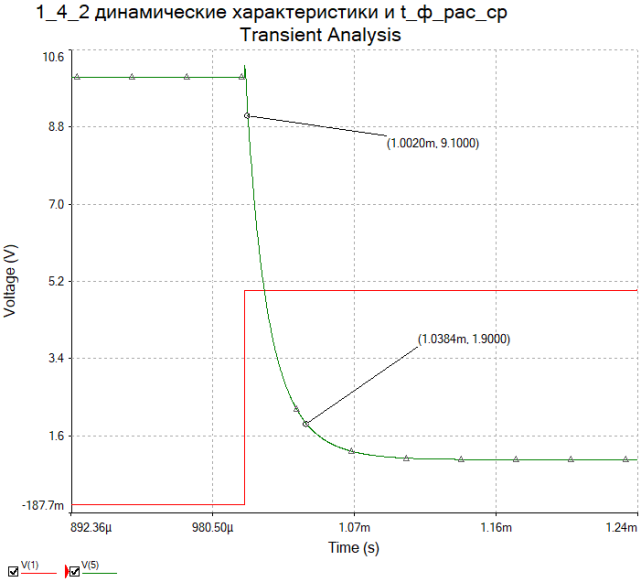 1_4_2 динамические характеристики и t_ф_рас_ср
Transient Analysis
10.6
8.8
(1.0020m, 9.1000)
7.0
Voltage (V)
5.2
3.4
(1.0384m, 1.9000)
1.6
-187.7m
892.36µ 980.50µ 1.07m 1.16m 1.24m
Time (s)
V(1) V(5)